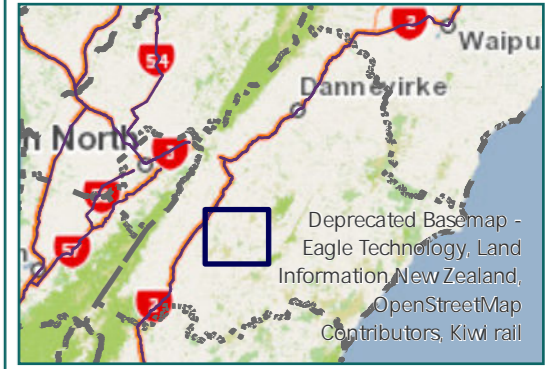 2
Waipu
54
Dannevirke
n North
3
57
2
Deprecated Basemap -
Eagle Technology, Land
Information New Zealand,
OpenStreetMap
Contributors, Kiwi rail